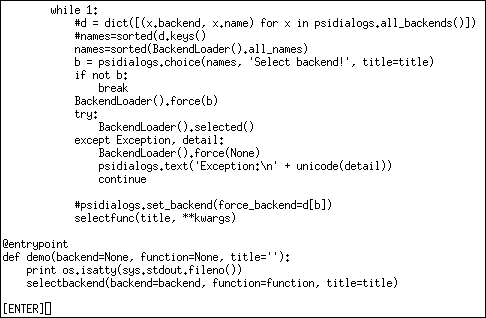 while 1:
#d = dict([(x.backend, x.name) for x in psidialogs.all_backends()])
#names=sorted(d.keys()
names=sorted(BackendLoader().all_names)
b = psidialogs.choice(names, 'Select backend!', title=title)
if not b:
break
BackendLoader().force(b)
try:
BackendLoader().selected()
except Exception, detail:
BackendLoader().force(None)
psidialogs.text('Exception:\n' + unicode(detail))
continue
#psidialogs.set_backend(force_backend=d[b])
selectfunc(title, **kwargs)
@entrypoint
def demo(backend=None, function=None, title=''):
print os.isatty(sys.stdout.fileno())
selectbackend(backend=backend, function=function, title=title)
[ENTER]